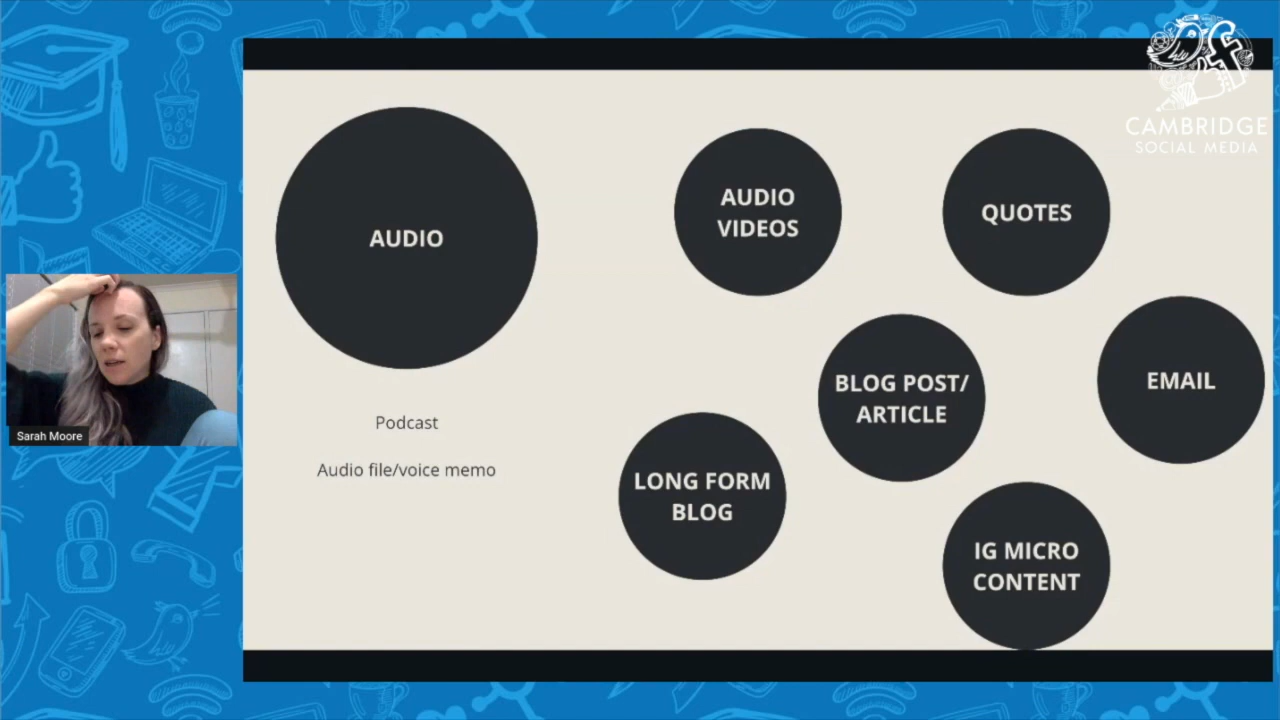 CAMBRIDGE
SOCIAL MEDIA
AUDIO
Podcast
Audio file/voice memo
AUDIO
VIDEOS
QUOTES
BLOG POST/
ARTICLE
EMAIL
LONG FORM
BLOG
IG MICRO
CONTENT
Sarah Moore